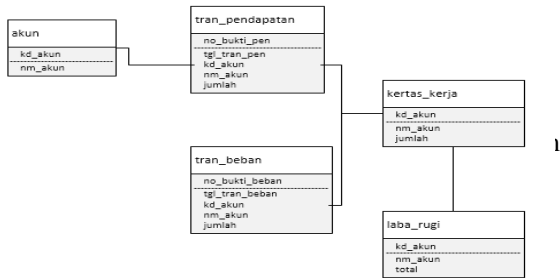 akun
kd_akun
nm_akun
tran_pendapatan
no_bukti_pen
tgl_tran_pen
kd_akun
nm_akun
jumlah
tran_beban
no_bukti_beban
tgl_tran_beban
kd_akun
nm_akun
jumlah
kertas_kerja
kd_akun
nm_akun
jumlah
laba_rugi
kd_akun
nm_akun
total